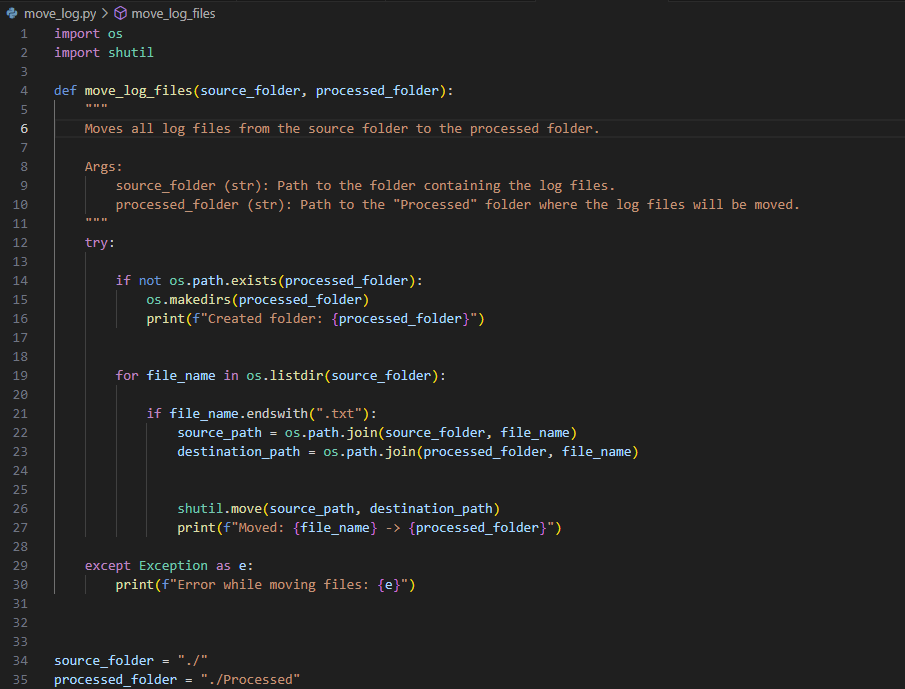 move_log.py > move_log_files
1 import os
2 import shutil
3
4 def move_log_files(source_folder, processed_folder):
5     """
6     Moves all log files from the source folder to the processed folder.
7
8     Args:
9         source_folder (str): Path to the folder containing the log files.
10         processed_folder (str): Path to the "Processed" folder where the log files will be moved.
11     """
12     try:
13
14         if not os.path.exists(processed_folder):
15             os.makedirs(processed_folder)
16             print(f"Created folder: {processed_folder}")
17
18
19         for file_name in os.listdir(source_folder):
20
21             if file_name.endswith(".txt"):
22                 source_path = os.path.join(source_folder, file_name)
23                 destination_path = os.path.join(processed_folder, file_name)
24
25
26                 shutil.move(source_path, destination_path)
27                 print(f"Moved: {file_name} -> {processed_folder}")
28
29     except Exception as e:
30         print(f"Error while moving files: {e}")
31
32
33
34 source_folder = "./"
35 processed_folder = "./Processed"